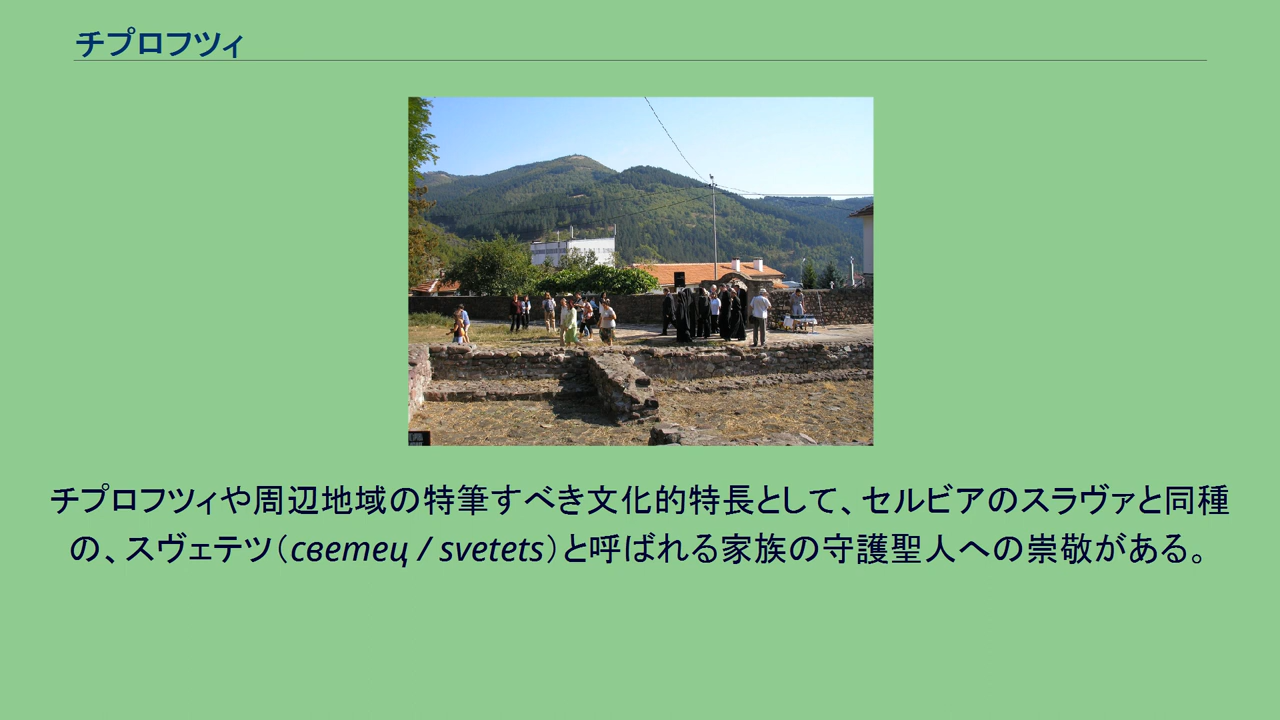 チプロフツィ
チプロフツィや周辺地域の特筆すべき文化的特長として、セルビアのスラヴァと同種
の、スヴェテツ（светец / svetets）と呼ばれる家族の守護聖人への崇敬がある。